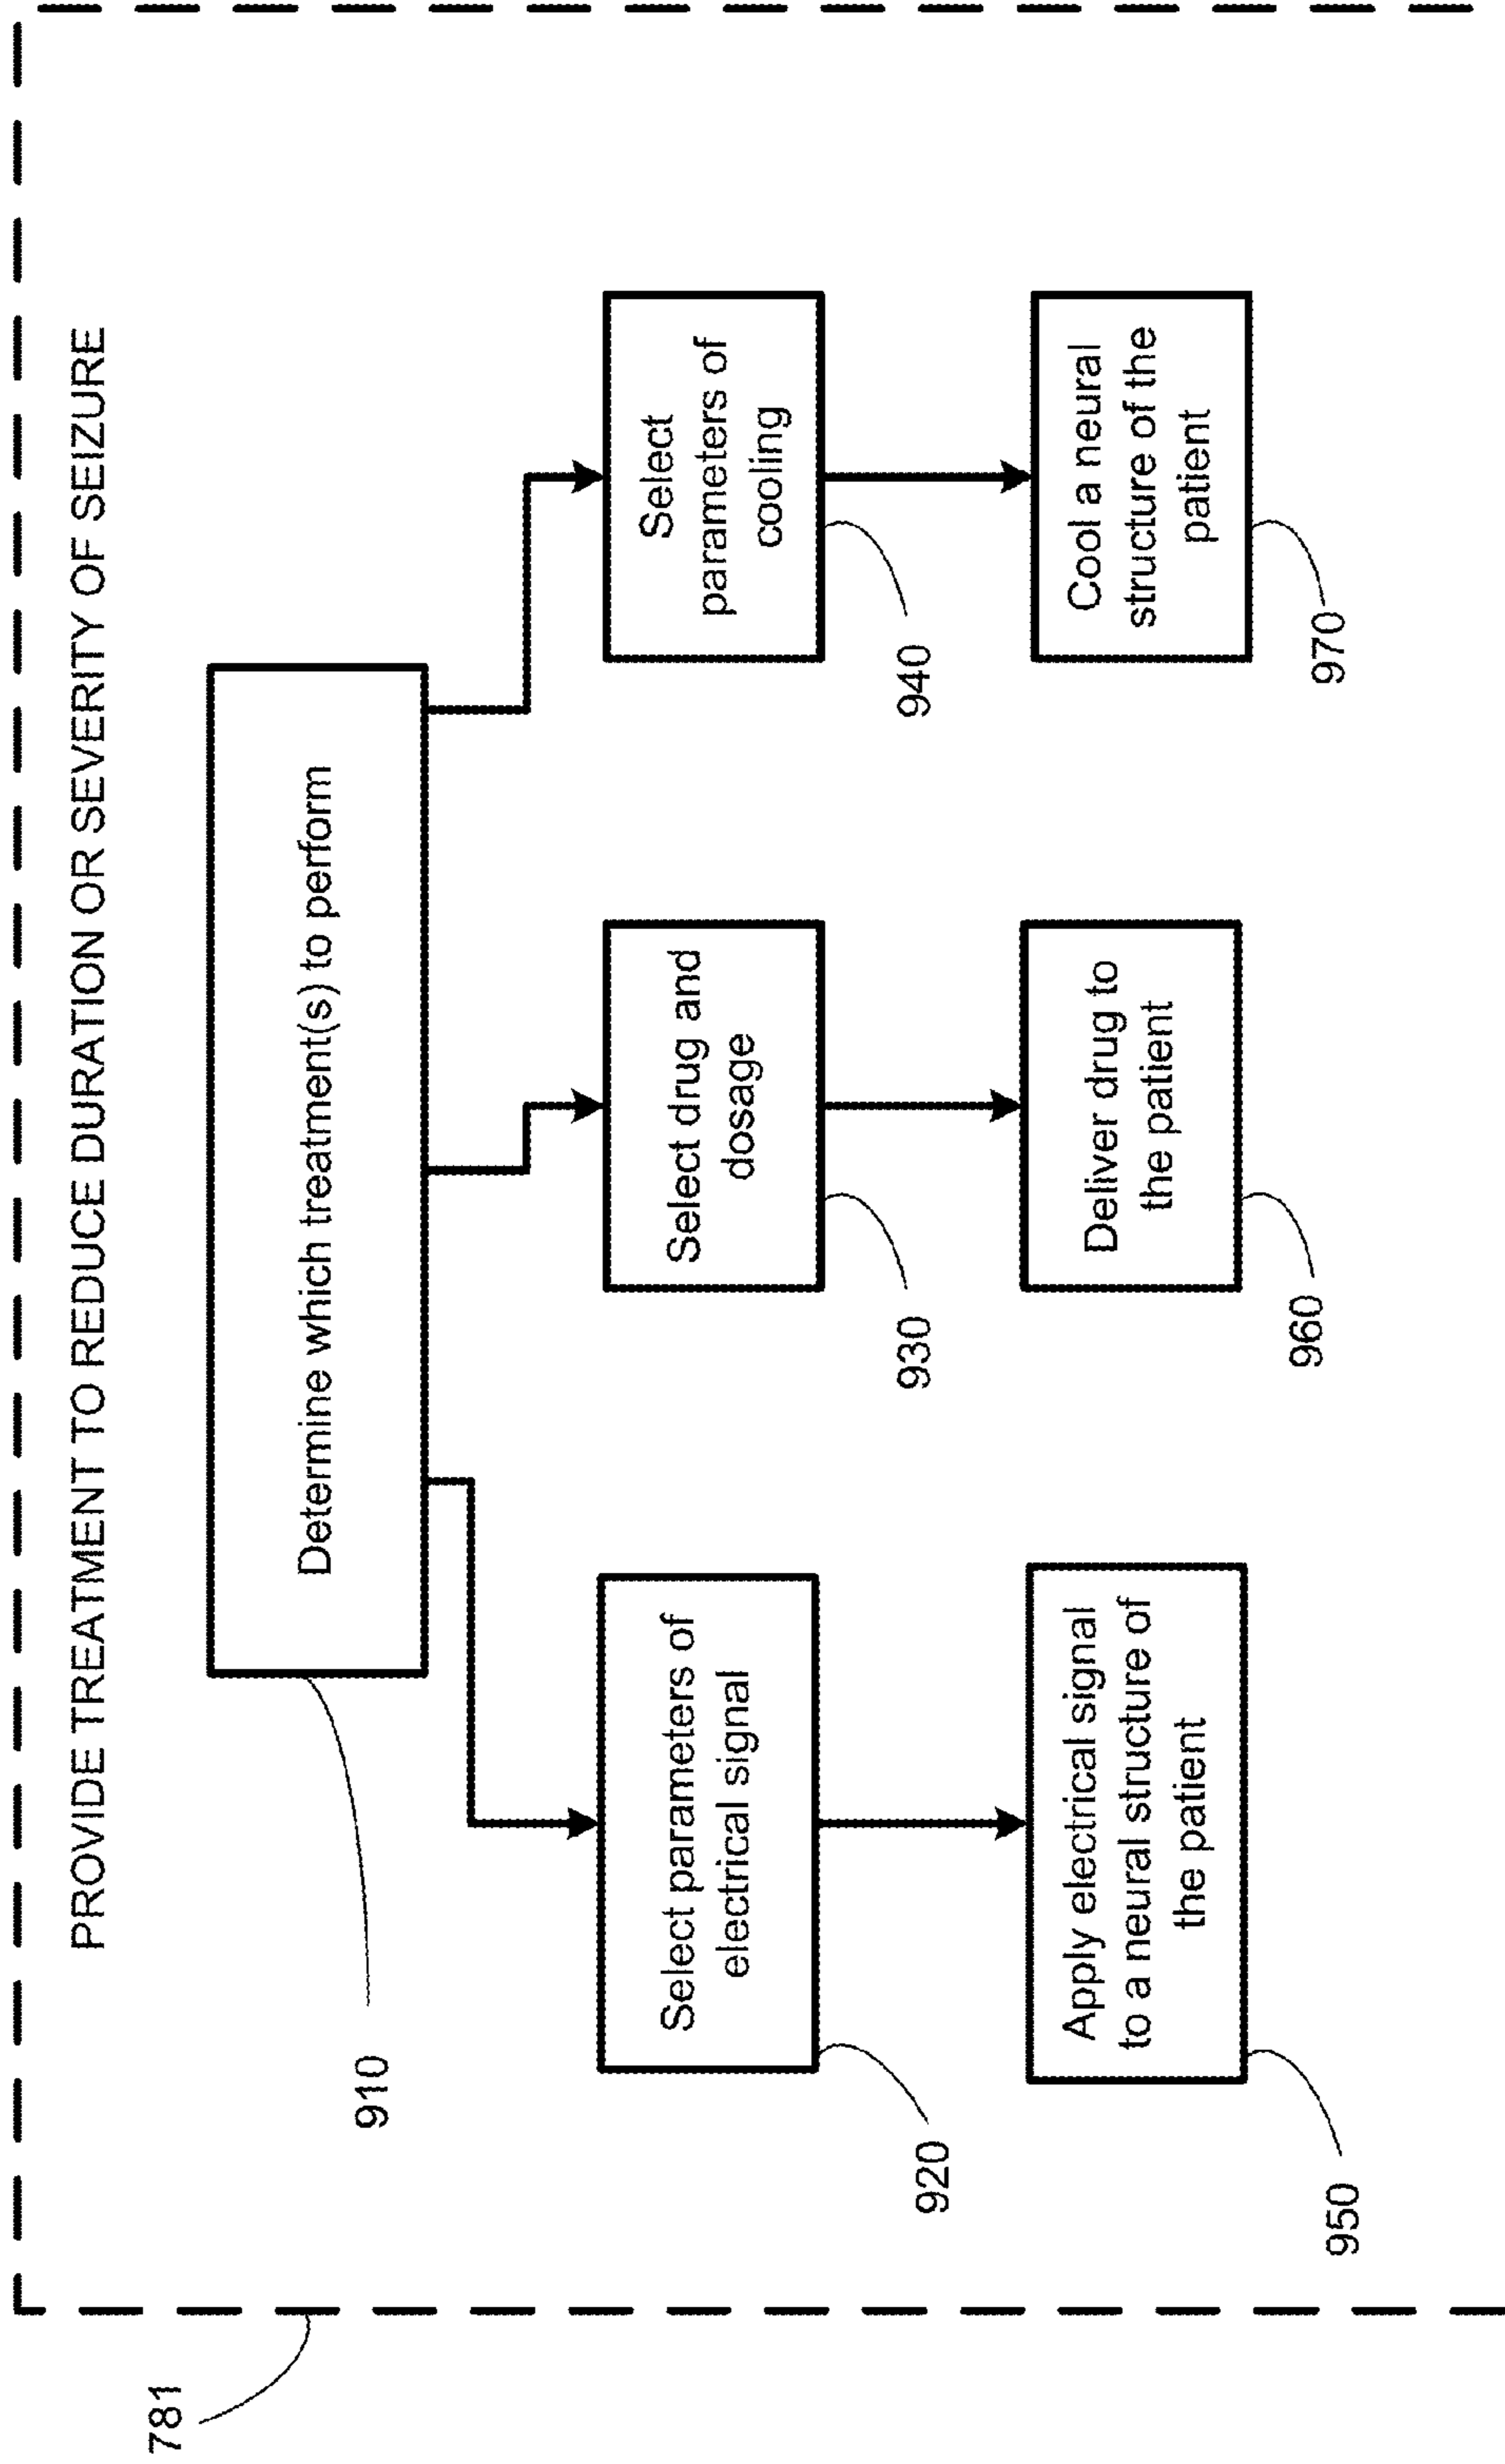 781
PROVIDE TREATMENT TO REDUCE DURATION OR SEVERITY OF SEIZURE
910
Determine which treatment(s) to perform
Select parameters of
electrical signal
920
Select drug and
dosage
930
Select
parameters of
cooling
940
Apply electrical signal
to a neural structure of
the patient
950
Deliver drug to
the patient
960
Cool a neural
structure of the
patient
970